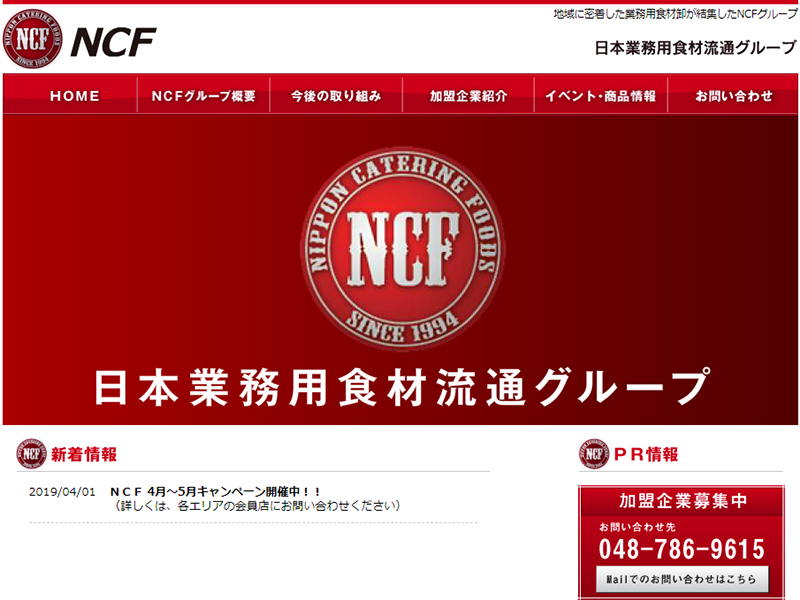 地域に密着した業務用食材卸が結集したNCFグループ
NCF
NCF
日本業務用食材流通グループ
HOME
NCFグループ概要
今後の取り組み
加盟企業紹介
イベント・商品情報
お問い合わせ
NIPPON CATERING FOODS
NCF
SINCE 1994
日本業務用食材流通グループ
NCF
新着情報
NCF
PR情報
2019/04/01 ＮＣＦ 4月～5月キャンペーン開催中！！
（詳しくは、各エリアの会員店にお問い合わせください）
加盟企業募集中
お問い合わせ先
048-786-9615
Mailでのお問い合わせはこちら